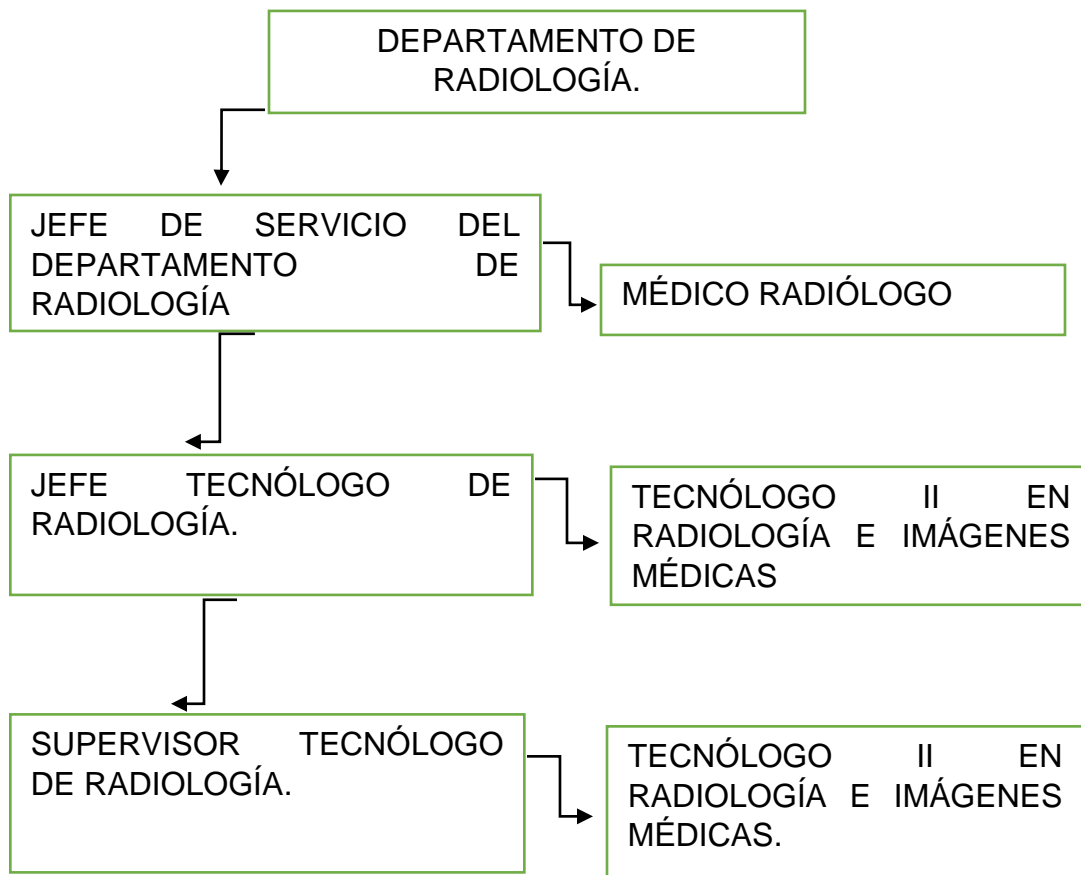 DEPARTAMENTO DE
RADIOLOGÍA.
JEFE DE SERVICIO DEL
DEPARTAMENTO DE
RADIOLOGÍA
MÉDICO RADIÓLOGO
JEFE TECNÓLOGO DE
RADIOLOGÍA.
TECNÓLOGO II EN
RADIOLOGÍA E IMÁGENES
MÉDICAS
SUPERVISOR TECNÓLOGO
DE RADIOLOGÍA.
TECNÓLOGO II EN
RADIOLOGÍA E IMÁGENES
MÉDICAS.